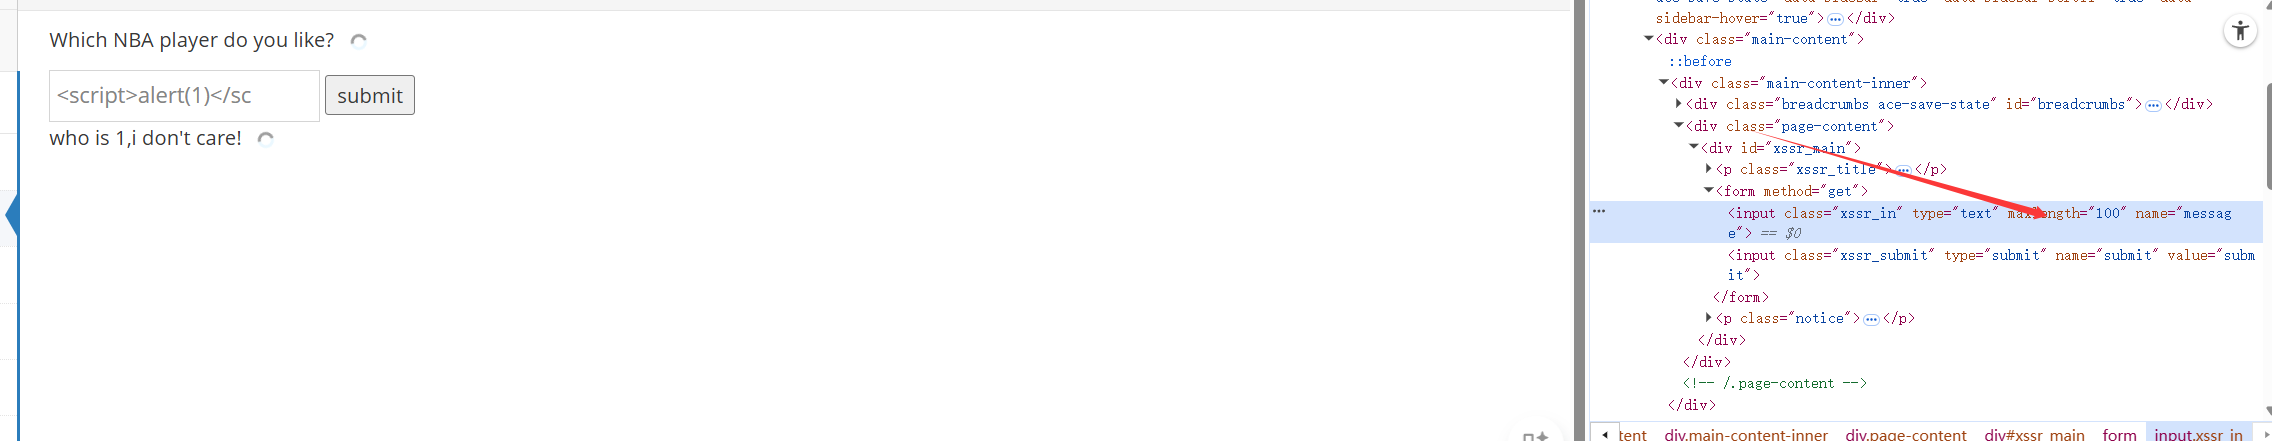 Which NBA player do you like?
<script>alert(1)</sc
submit
who is 1,i don't care!
sidebar-hover="true">…</div>
<div class="main-content">
::before
<div class="main-content-inner">
<div class="breadcrumbs ace-save-state" id="breadcrumbs">…</div>
<div class="page-content">
<div id="xssr_main">
<p class="xssr_title">…</p>
<form method="get">
<input class="xssr_in" type="text" maxlength="100" name="messag
e"> == $0
<input class="xssr_submit" type="submit" name="submit" value="subm
it">
</form>
<p class="notice">…</p>
</div>
</div>
<!-- /.page-content -->
</div>
tent div.main-content-inner div.page-content div#xssr_main form input.xssr_in